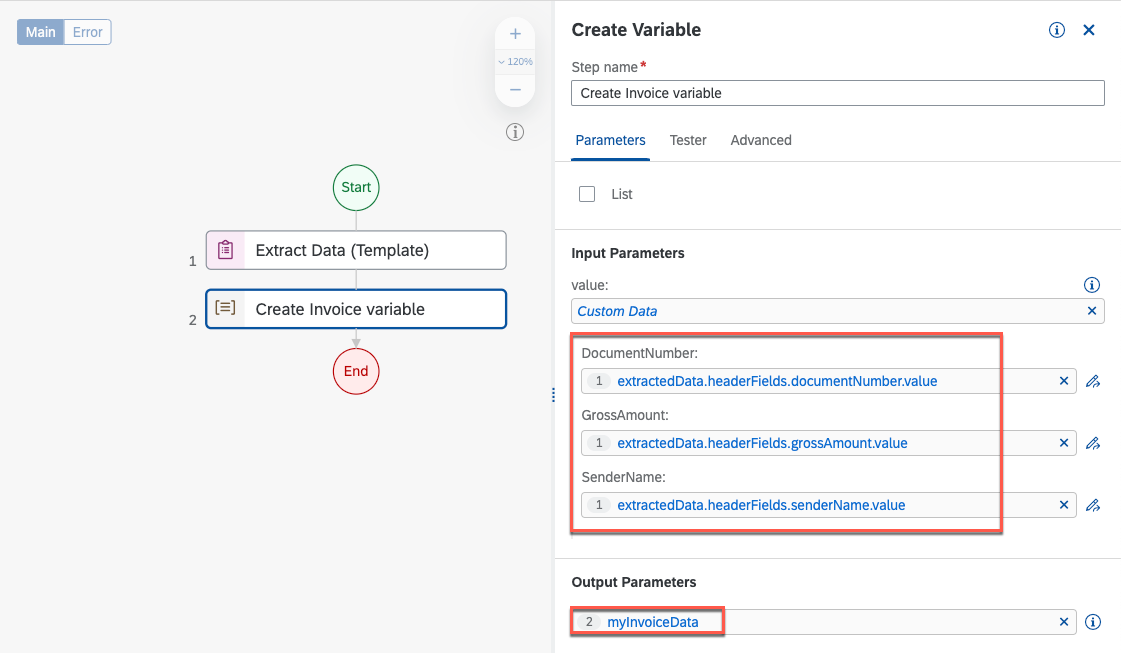 Main Error
120%
Start
1 Extract Data (Template)
2 Create Invoice variable
End
Create Variable
Step name*
Create Invoice variable
Parameters Tester Advanced
List
Input Parameters
value:
Custom Data
DocumentNumber:
1 extractedData.headerFields.documentNumber.value
GrossAmount:
1 extractedData.headerFields.grossAmount.value
SenderName:
1 extractedData.headerFields.senderName.value
Output Parameters
2 myInvoiceData